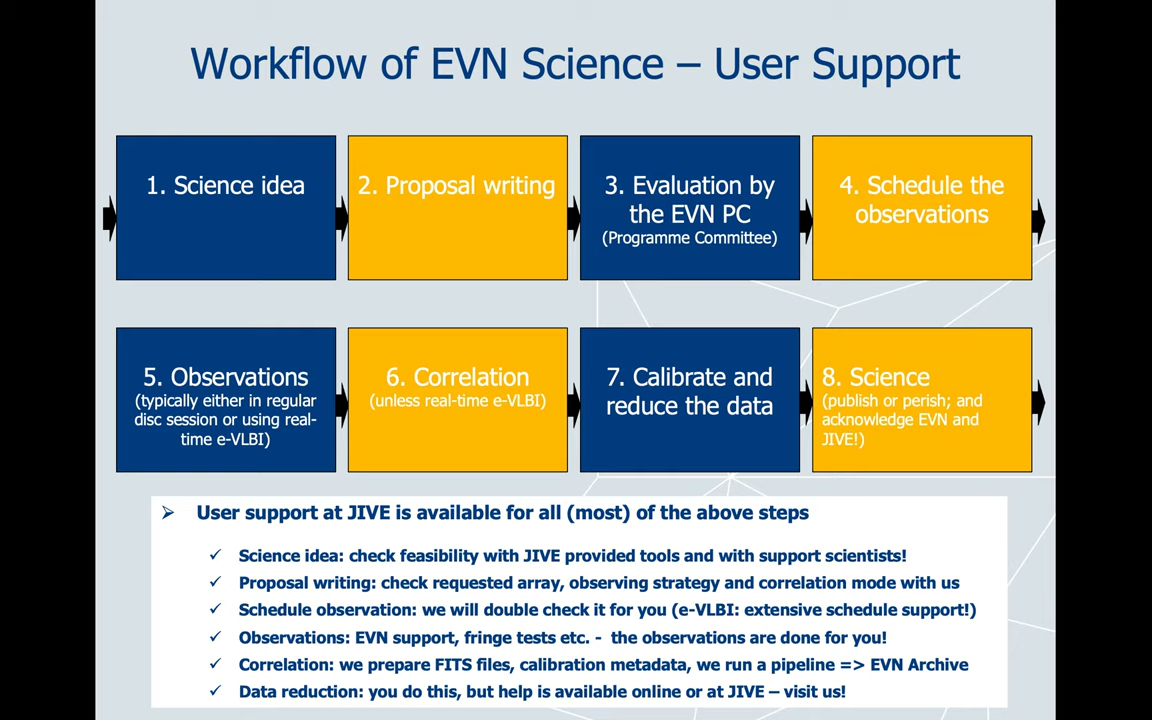 Workflow of EVN Science – User Support
1. Science idea
2. Proposal writing
3. Evaluation by
the EVN PC
(Programme Committee)
4. Schedule the
observations
5. Observations
(typically either in regular
disc session or using real-
time e-VLBI)
6. Correlation
(unless real-time e-VLBI)
7. Calibrate and
reduce the data
8. Science
(publish or perish; and
acknowledge EVN and
JIVE!)
➢ User support at JIVE is available for all (most) of the above steps
✓ Science idea: check feasibility with JIVE provided tools and with support scientists!
✓ Proposal writing: check requested array, observing strategy and correlation mode with us
✓ Schedule observation: we will double check it for you (e-VLBI: extensive schedule support!)
✓ Observations: EVN support, fringe tests etc. - the observations are done for you!
✓ Correlation: we prepare FITS files, calibration metadata, we run a pipeline => EVN Archive
✓ Data reduction: you do this, but help is available online or at JIVE – visit us!